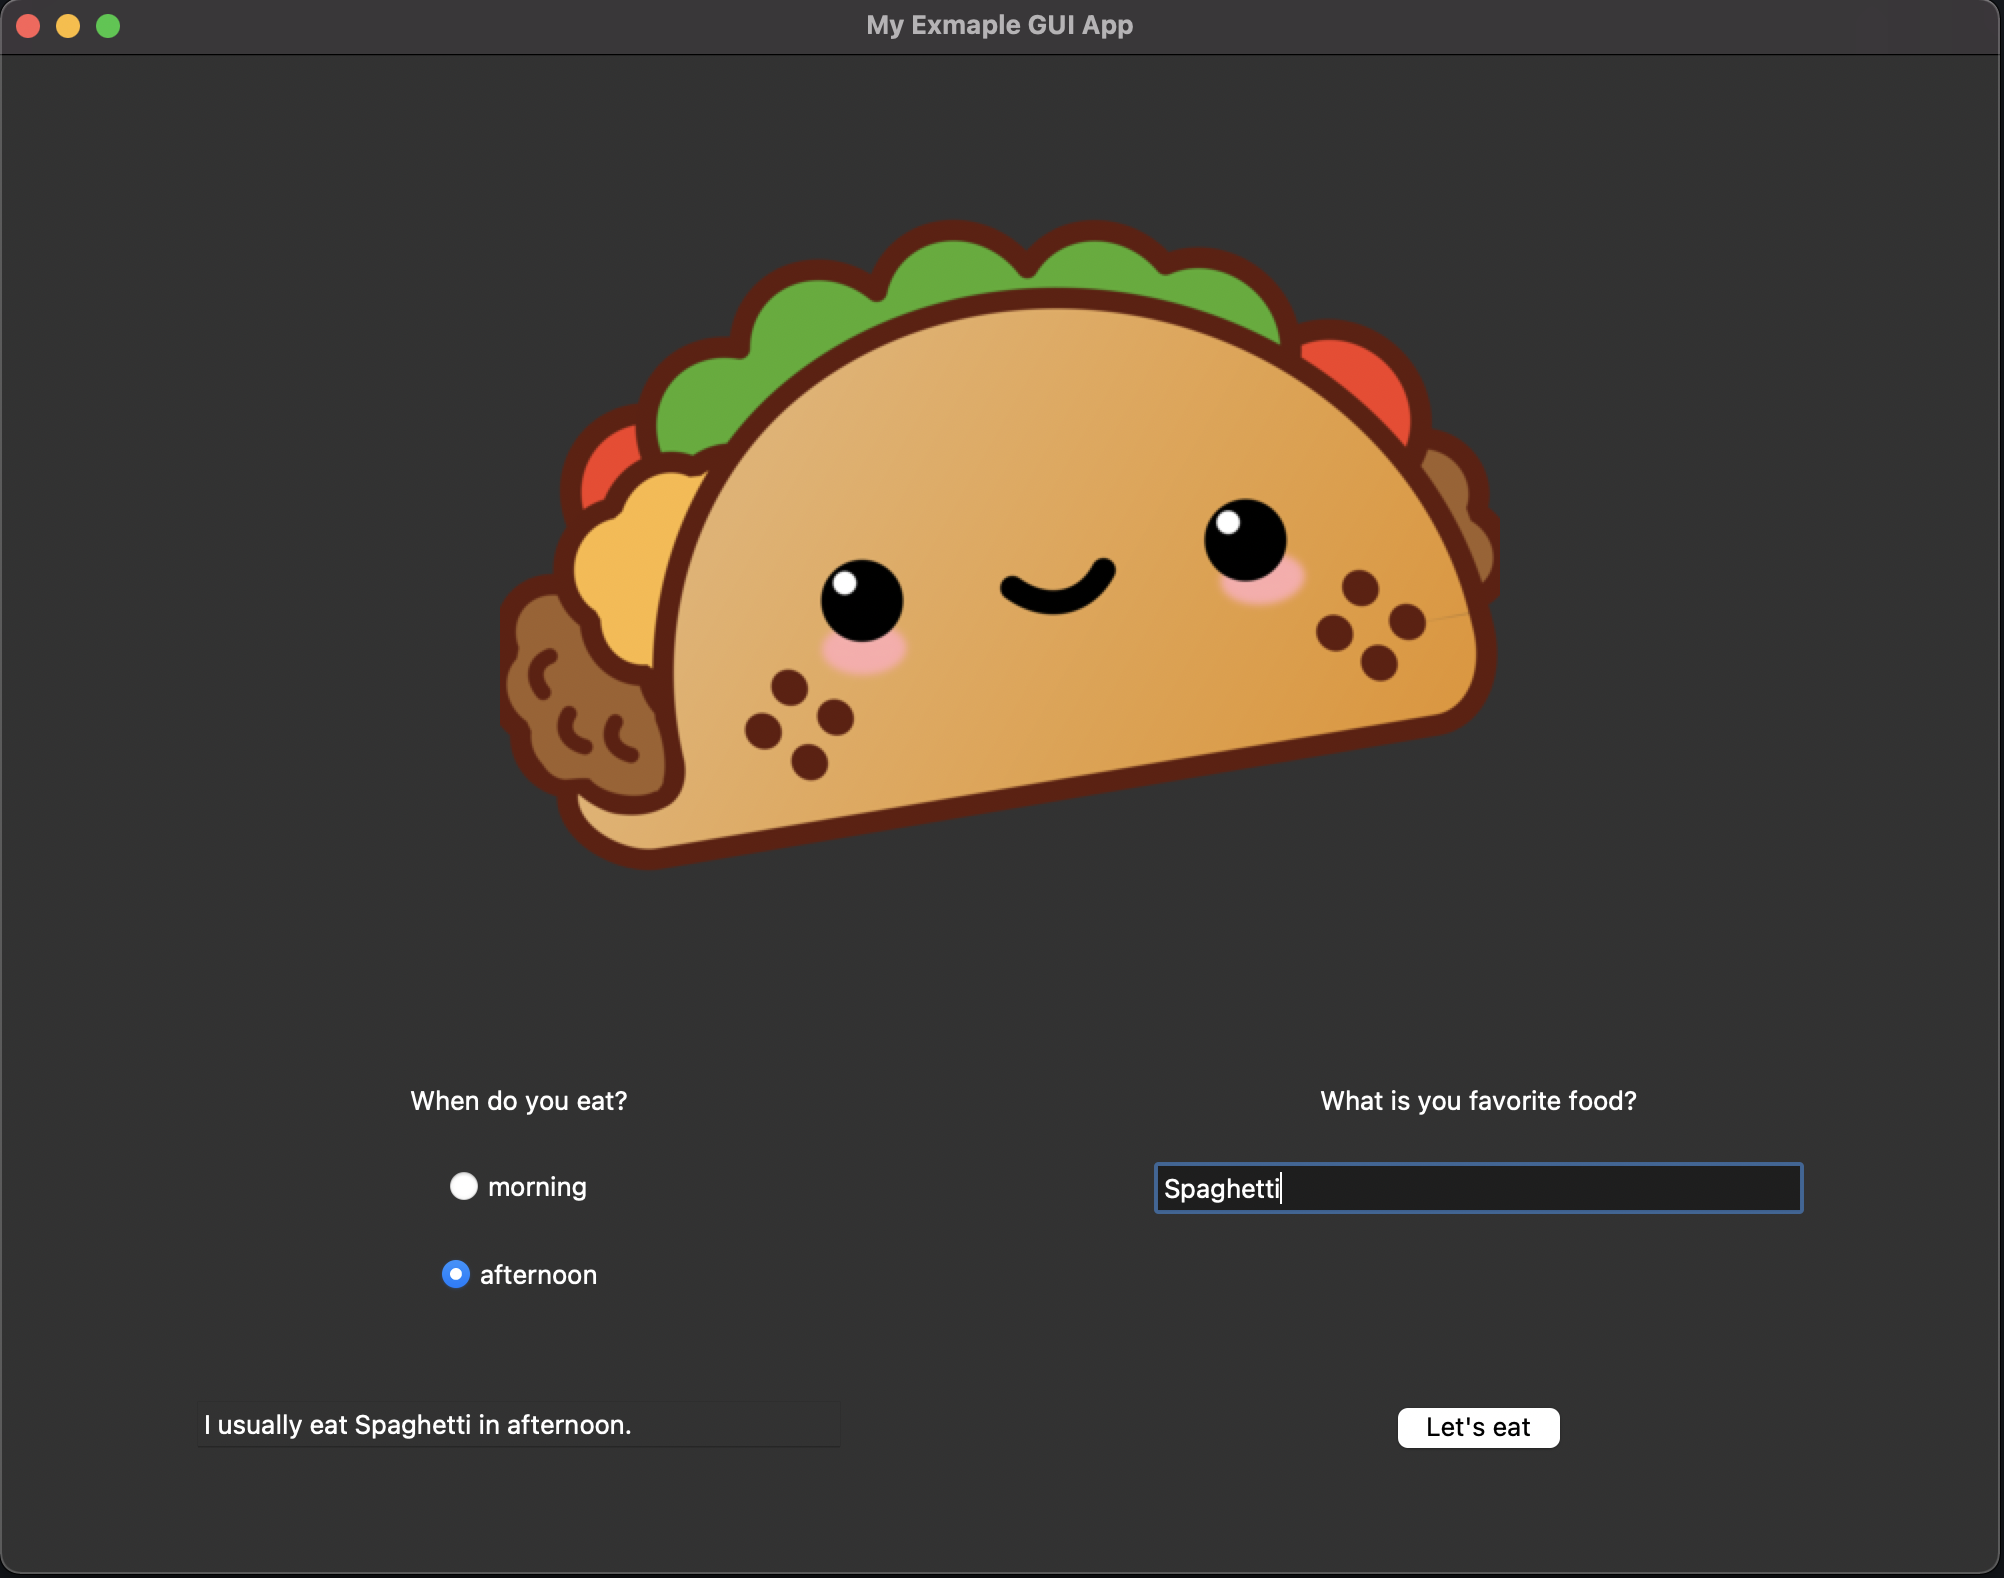 My Exmaple GUI App
When do you eat?
What is you favorite food?
morning
Spaghetti
afternoon
I usually eat Spaghetti in afternoon.
Let's eat